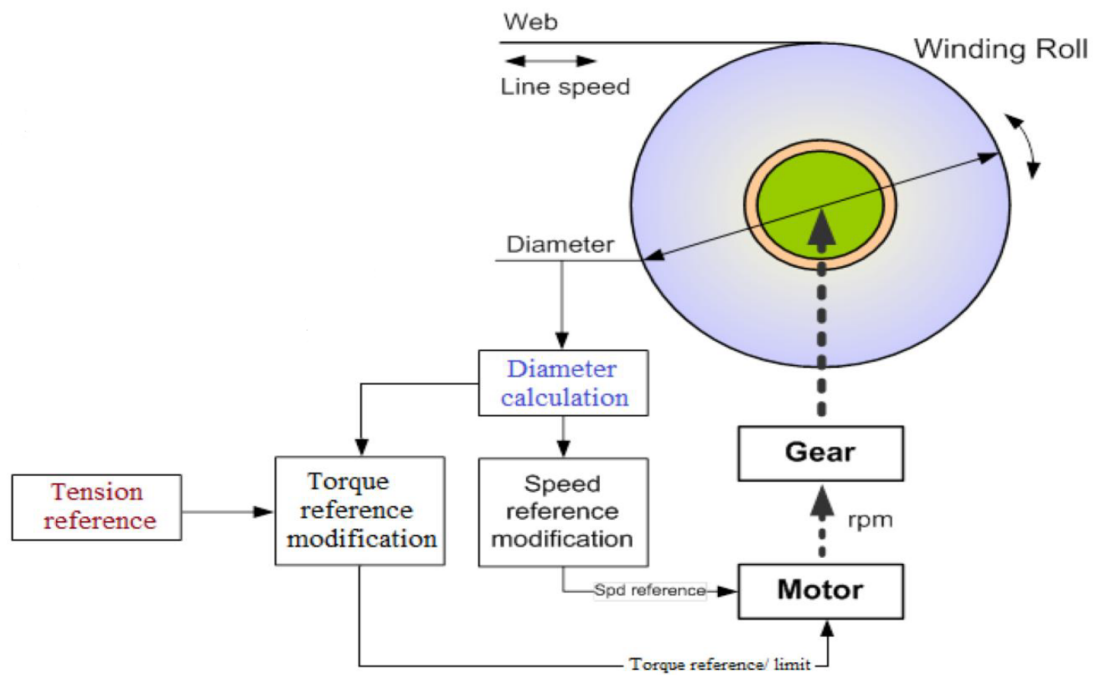 Web
Winding Roll
Line speed
Diameter
Diameter
calculation
Gear
Tension
reference
Torque
reference
modification
Speed
reference
modification
rpm
Spd reference
Motor
Torque reference/ limit